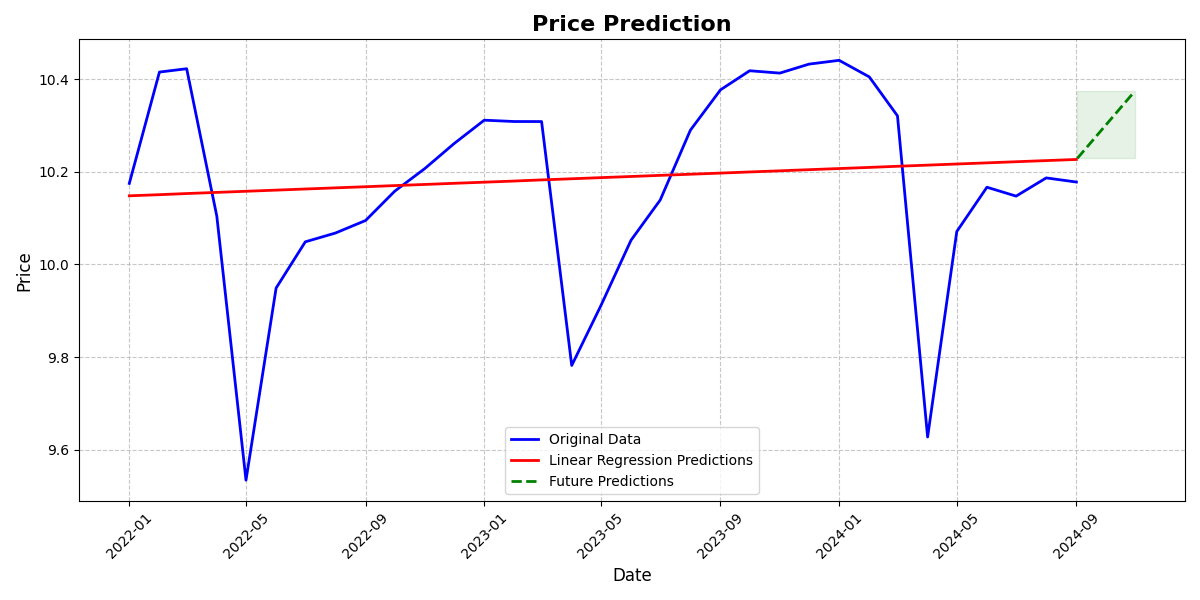 Price Prediction
Price
10.4
10.2
10.0
9.8
9.6
Original Data
Linear Regression Predictions
Future Predictions
2022-01
2022-05
2022-09
2023-01
2023-05
2023-09
2024-01
2024-05
2024-09
Date